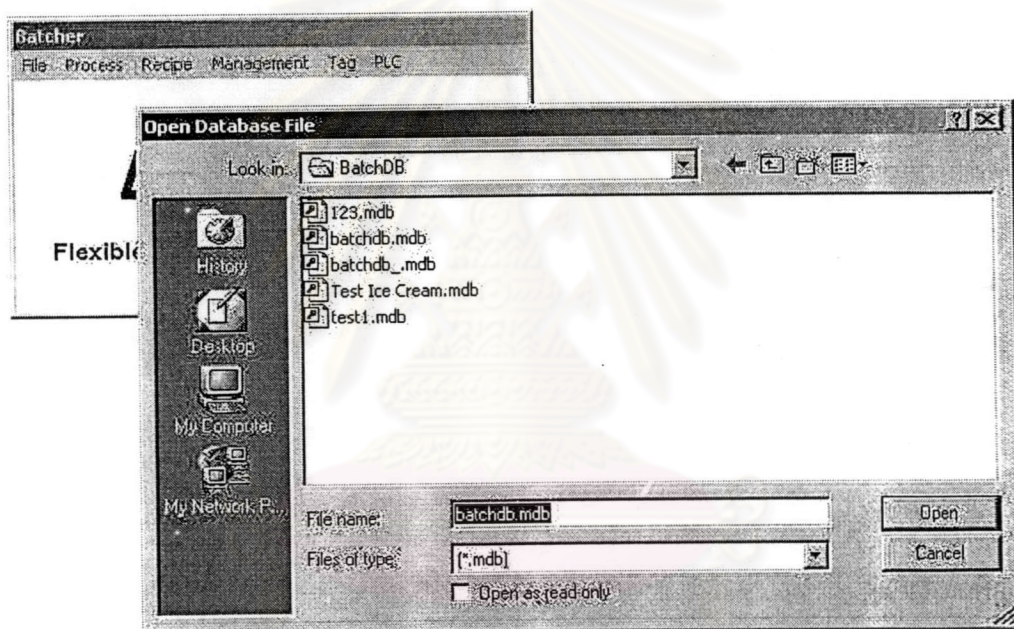 Batcher
File Process Recipe Management Tag PLC
Flexible
Open Database File
Look in: BatchDB
History
Desktop
My Computer
My Network P...
123.mdb
batchdb.mdb
batchdb_.mdb
Test Ice Cream.mdb
test1.mdb
File name: batchdb.mdb Open
Files of type: (*.mdb) Cancel
Open as read-only